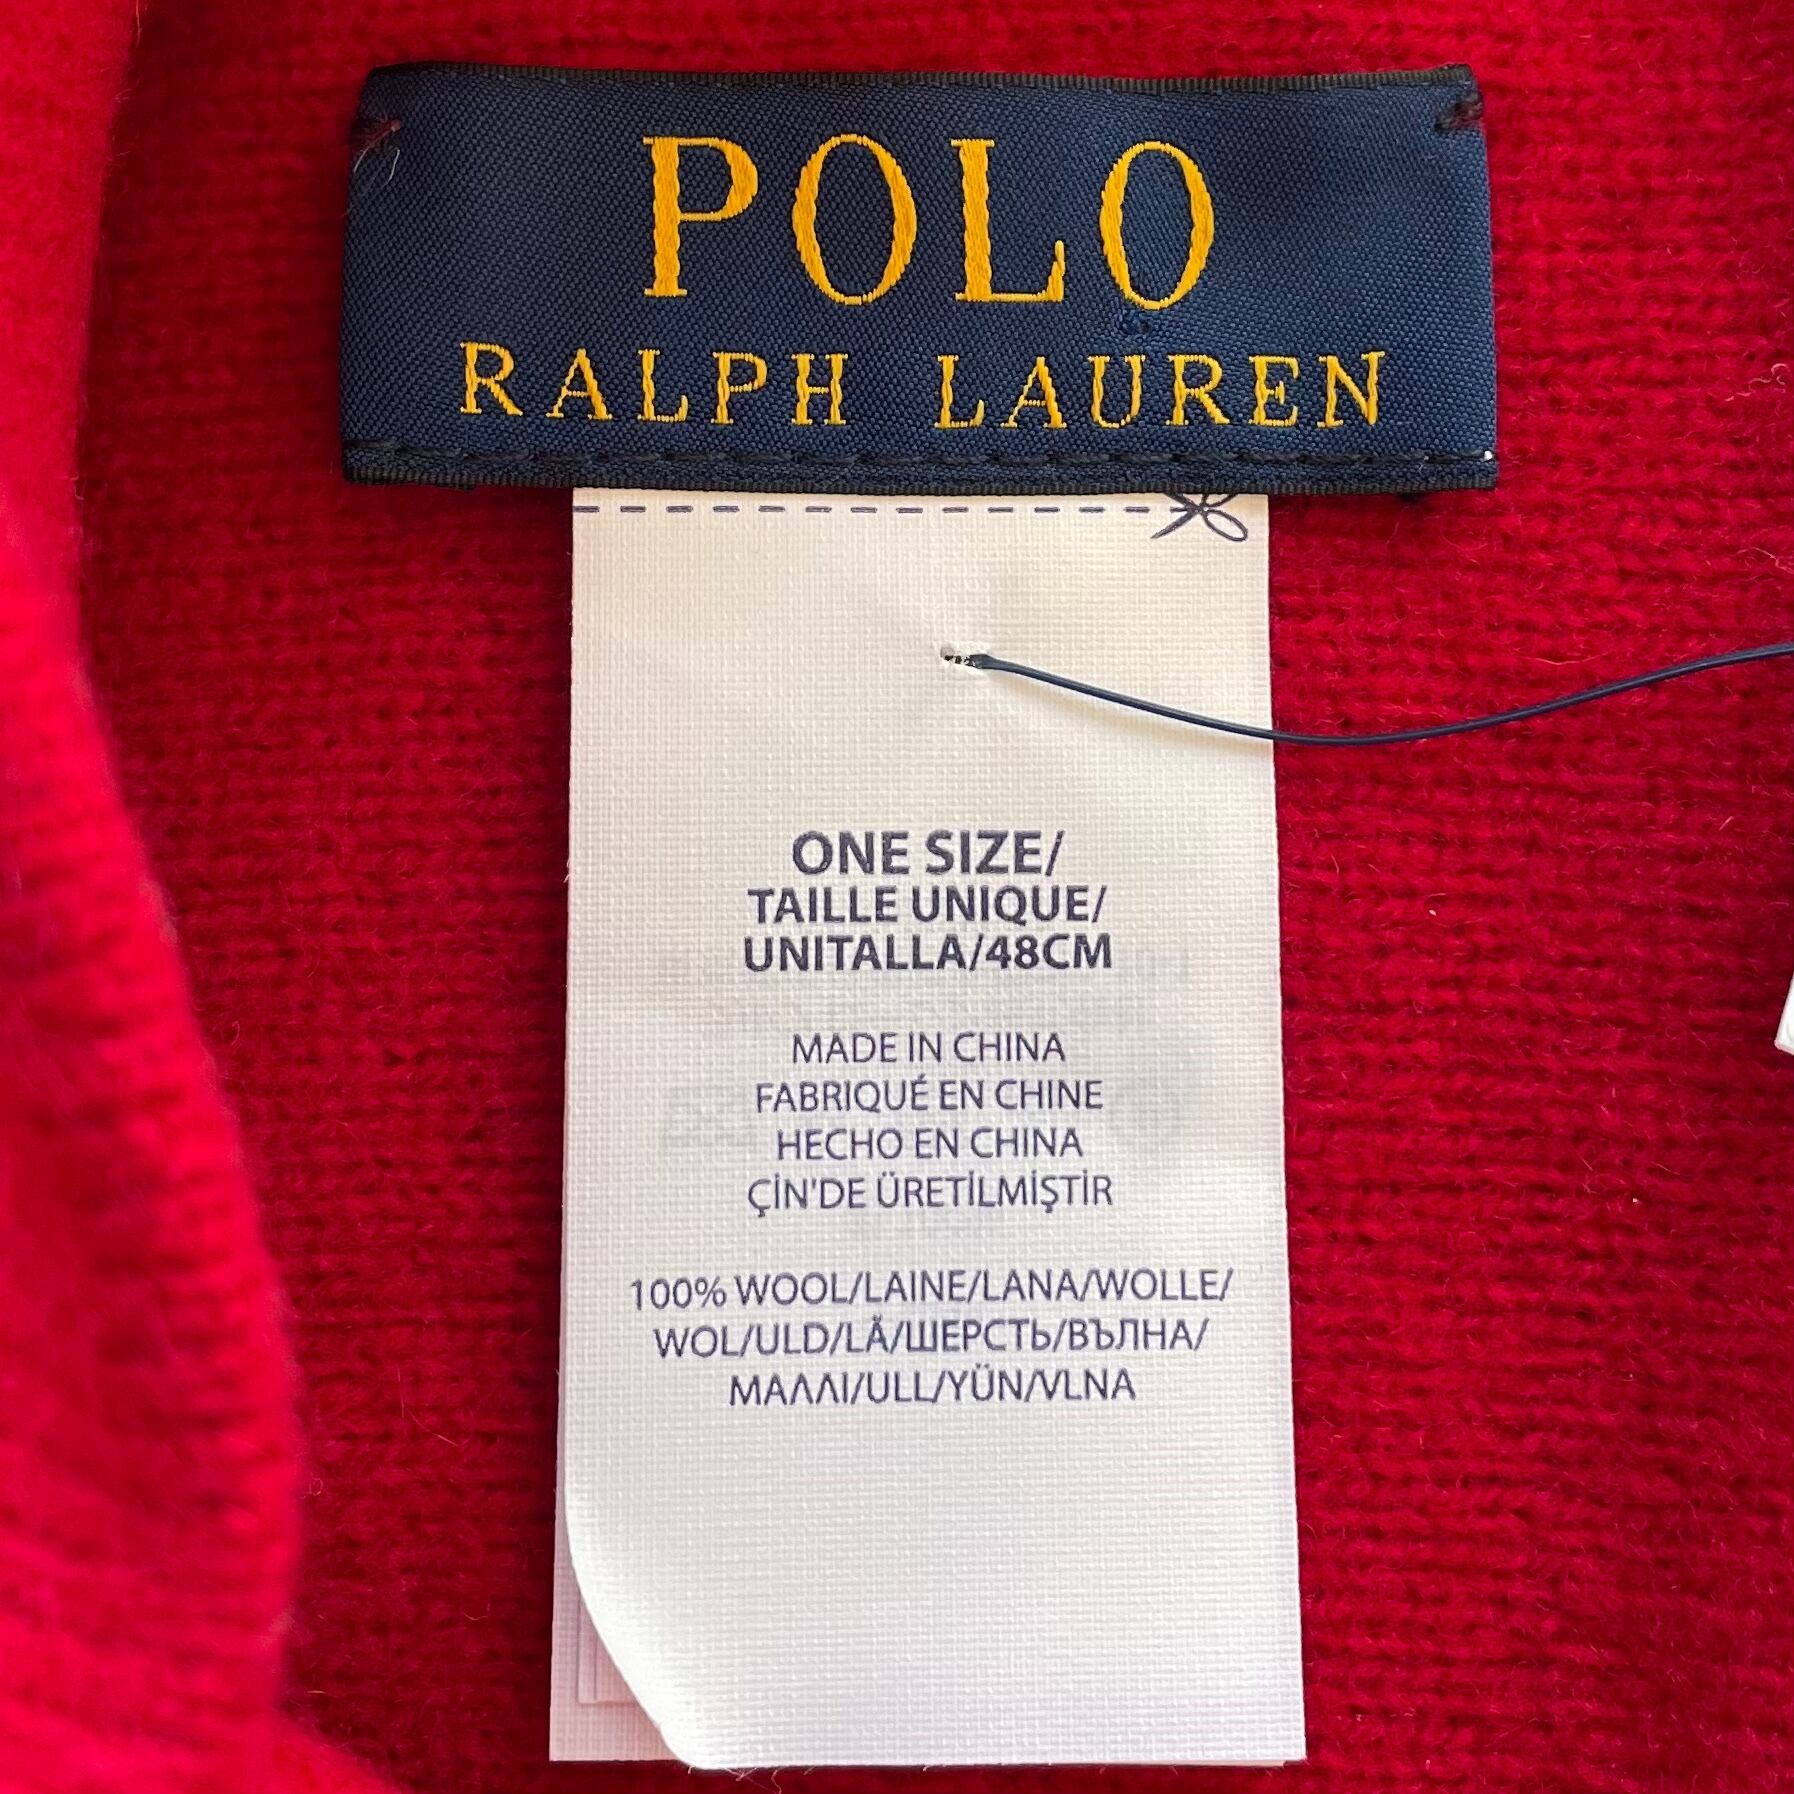 POLO
RALPH LAUREN
ONE SIZE/
TAILLE UNIQUE/
UNITALLA/48CM
MADE IN CHINA
FABRIQUÉ EN CHINE
HECHO EN CHINA
ÇİN'DE ÜRETİLMİŞTİR
100% WOOL/LAINE/LANA/WOLLE/
WOL/ULD/LÃ/ШЕРСТЬ/ВЪЛНА/
ΜΑΛΛΙ/ULL/YÜN/VLNA